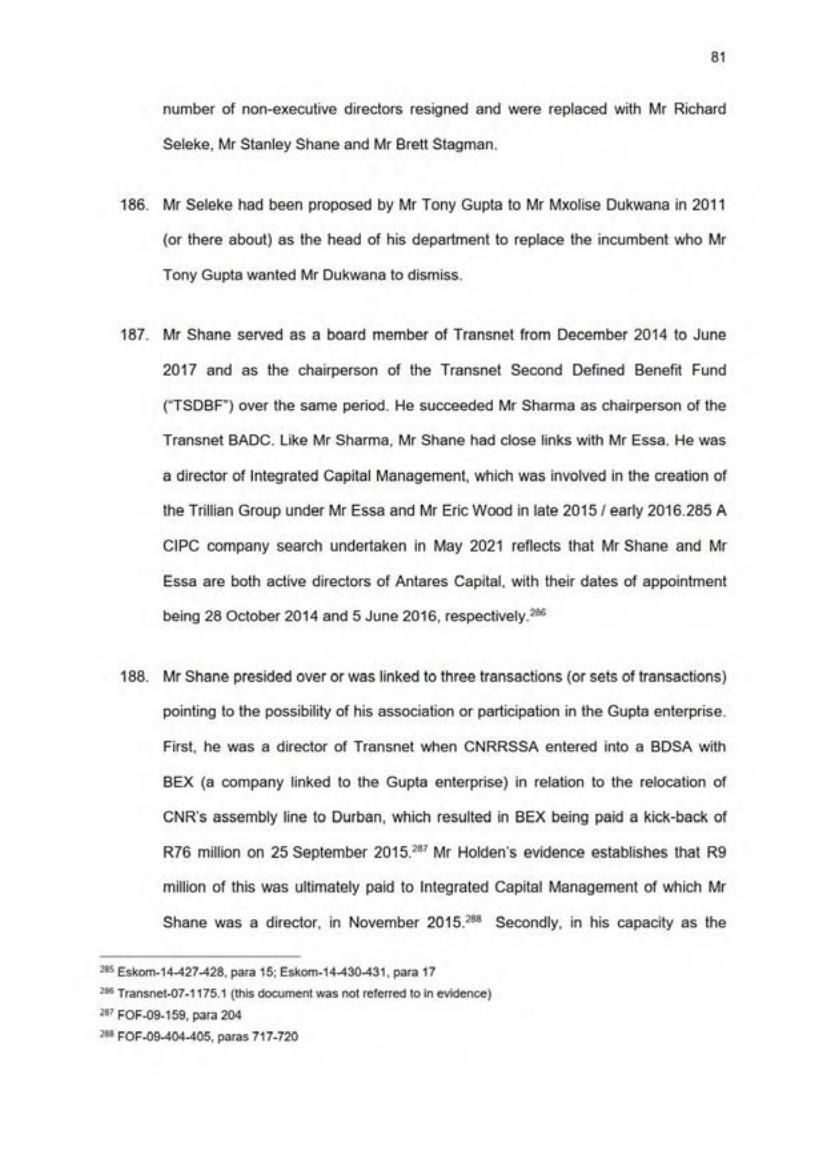 81
number of non-executive directors resigned and were replaced with Mr Richard
Seleke, Mr Stanley Shane and Mr Brett Stagman.
186. Mr Seleke had been proposed by Mr Tony Gupta to Mr Mxolise Dukwana in 2011
(or there about) as the head of his department to replace the incumbent who Mr
Tony Gupta wanted Mr Dukwana to dismiss.
187. Mr Shane served as a board member of Transnet from December 2014 to June
2017 and as the chairperson of the Transnet Second Defined Benefit Fund
("TSDBF") over the same period. He succeeded Mr Sharma as chairperson of the
Transnet BADC. Like Mr Sharma, Mr Shane had close links with Mr Essa. He was
a director of Integrated Capital Management, which was involved in the creation of
the Trillian Group under Mr Essa and Mr Eric Wood in late 2015 / early 2016.285 A
CIPC company search undertaken in May 2021 reflects that Mr Shane and Mr
Essa are both active directors of Antares Capital, with their dates of appointment
being 28 October 2014 and 5 June 2016, respectively.286
188. Mr Shane presided over or was linked to three transactions (or sets of transactions)
pointing to the possibility of his association or participation in the Gupta enterprise.
First, he was a director of Transnet when CNRRSSA entered into a BDSA with
BEX (a company linked to the Gupta enterprise) in relation to the relocation of
CNR's assembly line to Durban, which resulted in BEX being paid a kick-back of
R76 million on 25 September 2015.287 Mr Holden's evidence establishes that R9
million of this was ultimately paid to Integrated Capital Management of which Mr
Shane was a director, in November 2015.288 Secondly, in his capacity as the
285 Eskom-14-427-428, para 15; Eskom-14-430-431, para 17
286 Transnet-07-1175.1 (this document was not referred to in evidence)
287 FOF-09-159, para 204
288 FOF-09-404-405, paras 717-720